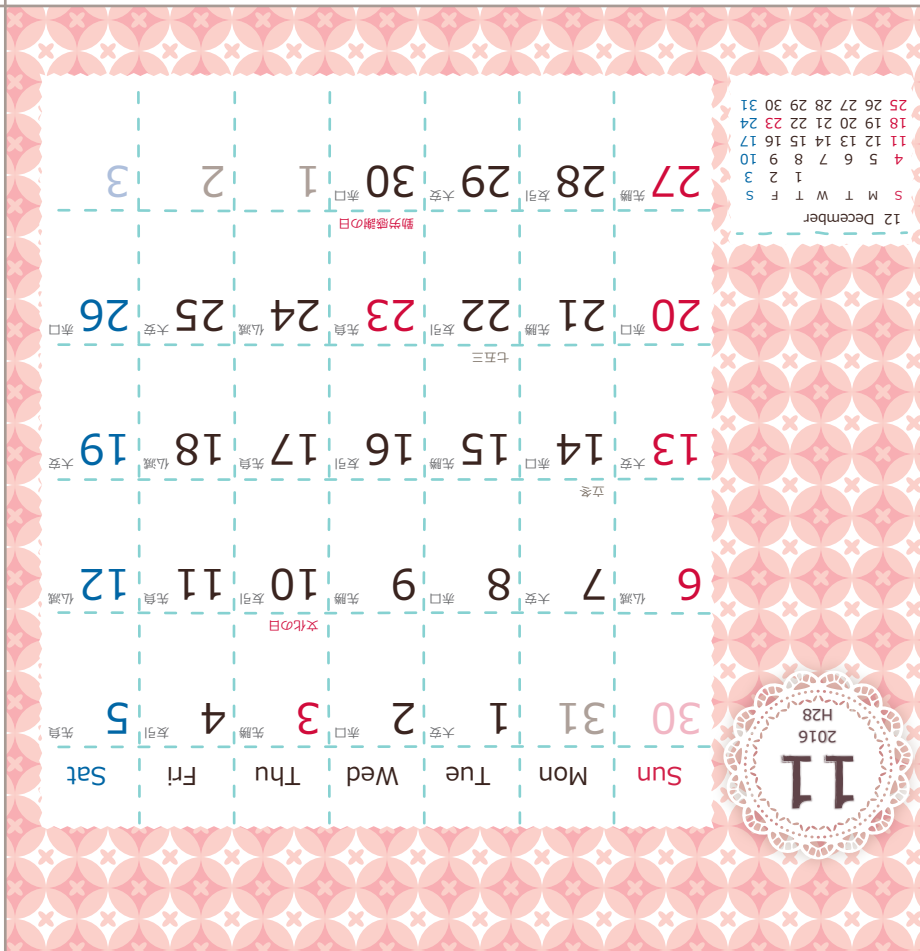 11
2016
H28
Sun Mon Tue Wed Thu Fri Sat
30 31 1 大安 2 赤口 3 先勝 4 友引 5 先負
文化の日
6 仏滅 7 大安 8 赤口 9 先勝 10 友引 11 先負 12 仏滅
立冬
13 大安 14 赤口 15 先勝 16 友引 17 先負 18 仏滅 19 大安
七五三
20 赤口 21 先勝 22 友引 23 先負 24 仏滅 25 大安 26 赤口
勤労感謝の日
27 先勝 28 友引 29 大安 30 赤口 1 2 3
12 December
S M T W T F S
1 2 3
4 5 6 7 8 9 10
11 12 13 14 15 16 17
18 19 20 21 22 23 24
25 26 27 28 29 30 31